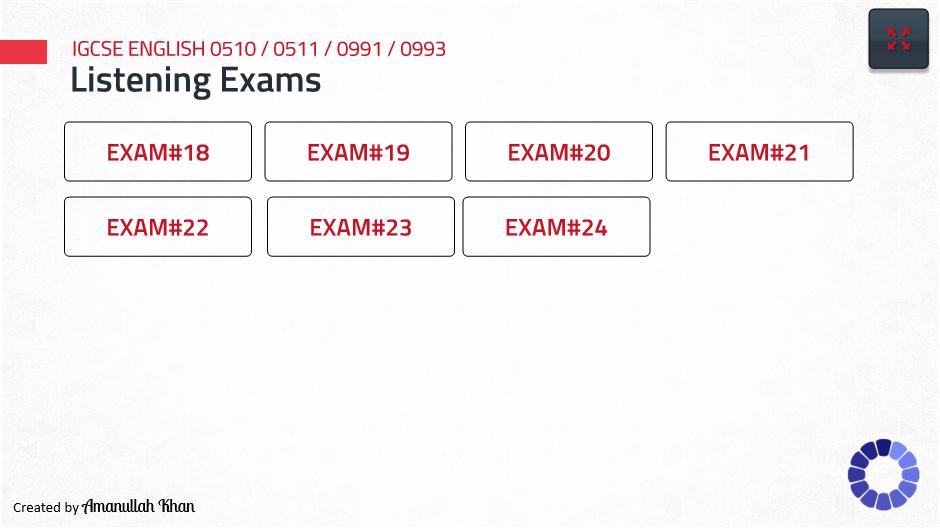 IGCSE ENGLISH 0510 / 0511 / 0991 / 0993
Listening Exams
EXAM#18 EXAM#19 EXAM#20 EXAM#21
EXAM#22 EXAM#23 EXAM#24
Created by Amanullah Khan